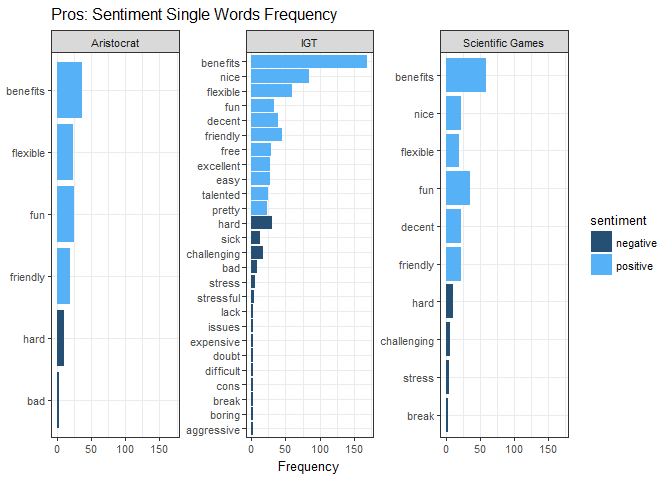 Pros: Sentiment Single Words Frequency
Aristocrat
benefits
flexible
fun
friendly
hard
bad
0 50 100 150
IGT
benefits
nice
flexible
fun
decent
friendly
free
excellent
easy
talented
pretty
hard
sick
challenging
bad
stress
stressful
lack
issues
expensive
doubt
difficult
cons
break
boring
aggressive
0 50 100 150
Scientific Games
benefits
nice
flexible
fun
decent
friendly
hard
challenging
stress
break
0 50 100 150
Frequency
sentiment
negative
positive